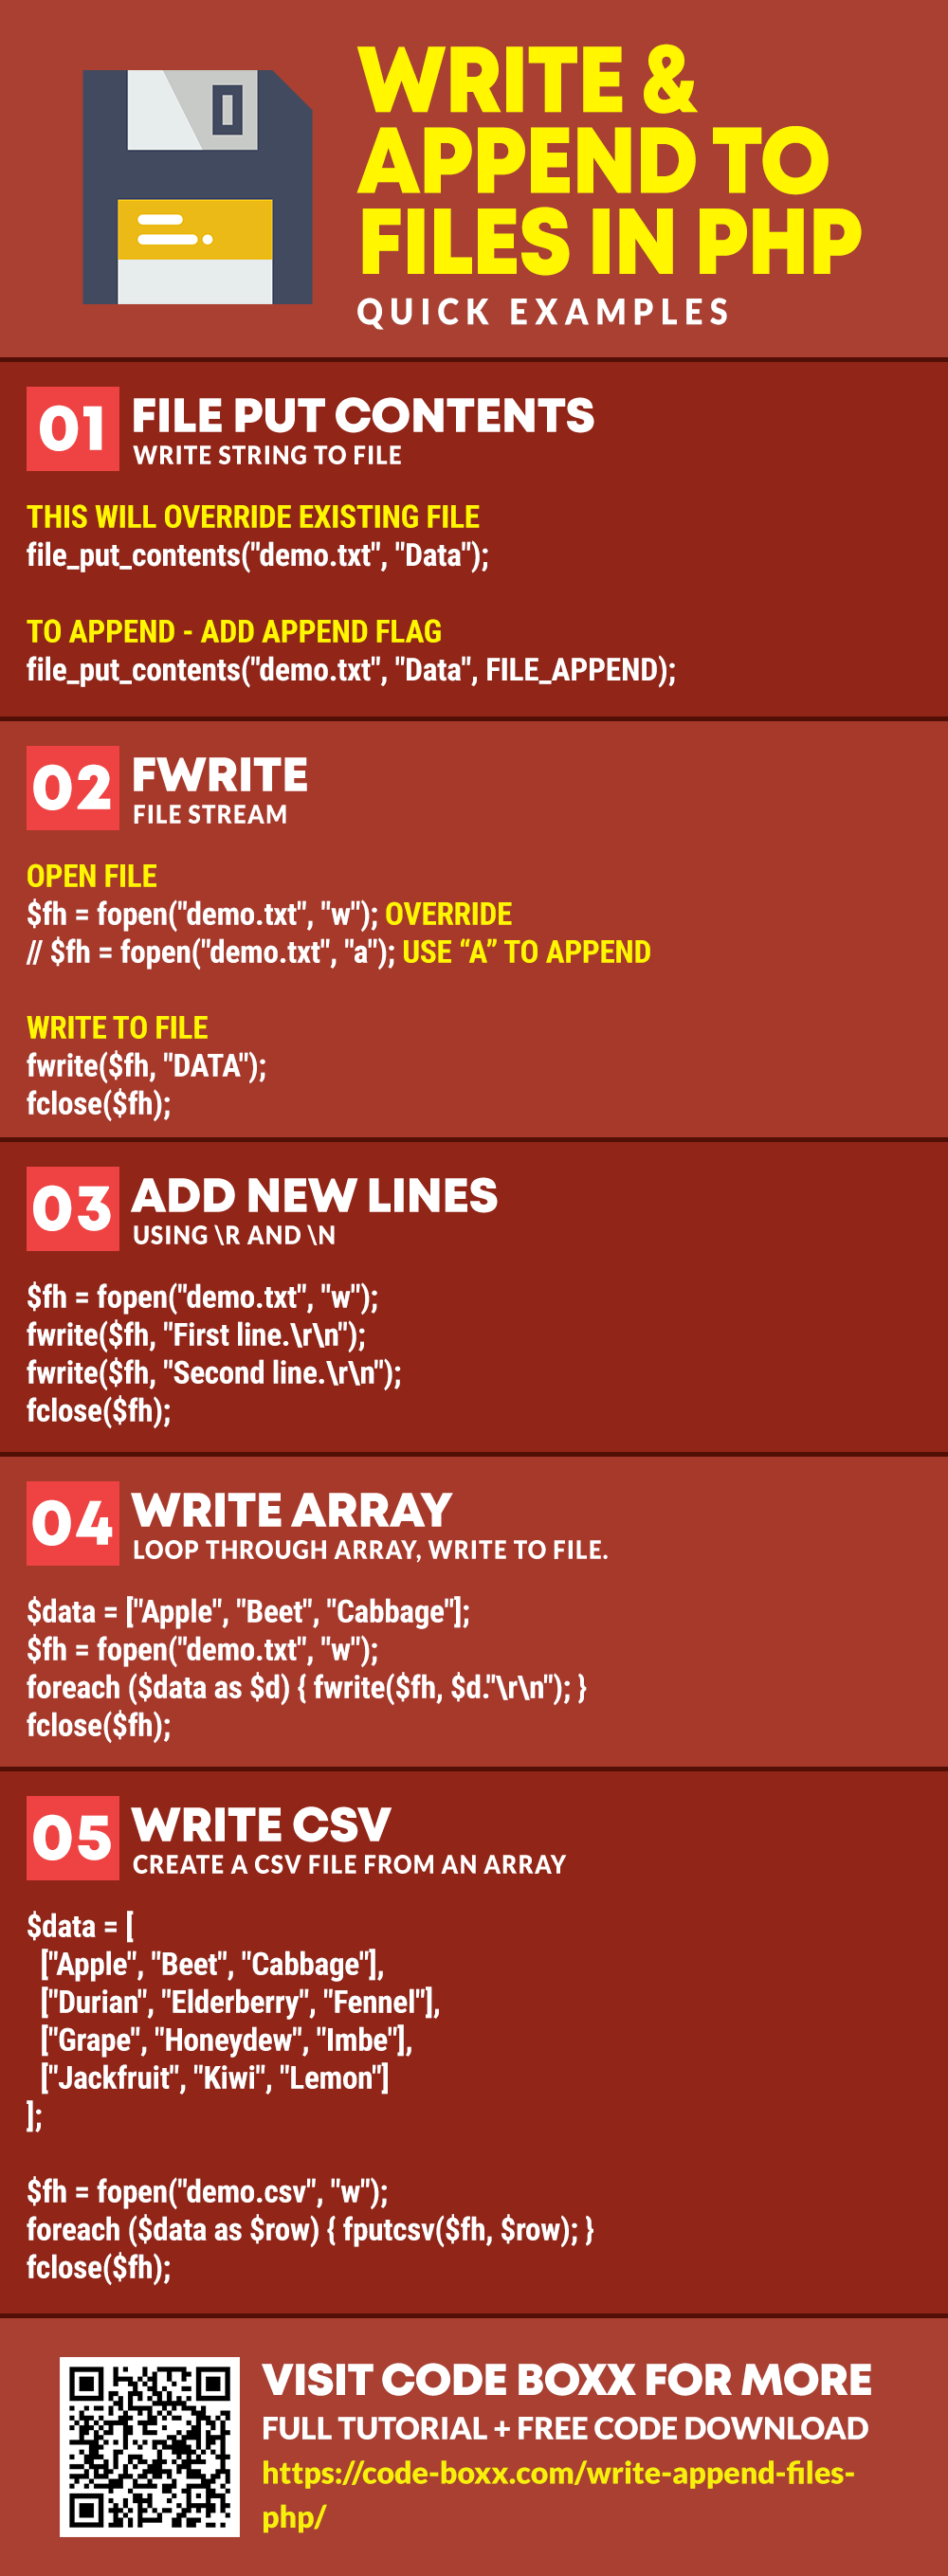 WRITE &
APPEND TO
FILES IN PHP
QUICK EXAMPLES
01
FILE PUT CONTENTS
WRITE STRING TO FILE
THIS WILL OVERRIDE EXISTING FILE
file_put_contents("demo.txt", "Data");
TO APPEND - ADD APPEND FLAG
file_put_contents("demo.txt", "Data", FILE_APPEND);
02
FWRITE
FILE STREAM
OPEN FILE
$fh = fopen("demo.txt", "w"); OVERRIDE
// $fh = fopen("demo.txt", "a"); USE “A” TO APPEND
WRITE TO FILE
fwrite($fh, "DATA");
fclose($fh);
03
ADD NEW LINES
USING \R AND \N
$fh = fopen("demo.txt", "w");
fwrite($fh, "First line.\r\n");
fwrite($fh, "Second line.\r\n");
fclose($fh);
04
WRITE ARRAY
LOOP THROUGH ARRAY, WRITE TO FILE.
$data = ["Apple", "Beet", "Cabbage"];
$fh = fopen("demo.txt", "w");
foreach ($data as $d) { fwrite($fh, $d."\r\n"); }
fclose($fh);
05
WRITE CSV
CREATE A CSV FILE FROM AN ARRAY
$data = [
["Apple", "Beet", "Cabbage"],
["Durian", "Elderberry", "Fennel"],
["Grape", "Honeydew", "Imbe"],
["Jackfruit", "Kiwi", "Lemon"]
];
$fh = fopen("demo.csv", "w");
foreach ($data as $row) { fputcsv($fh, $row); }
fclose($fh);
VISIT CODE BOXX FOR MORE
FULL TUTORIAL + FREE CODE DOWNLOAD
https://code-boxx.com/write-append-files-
php/